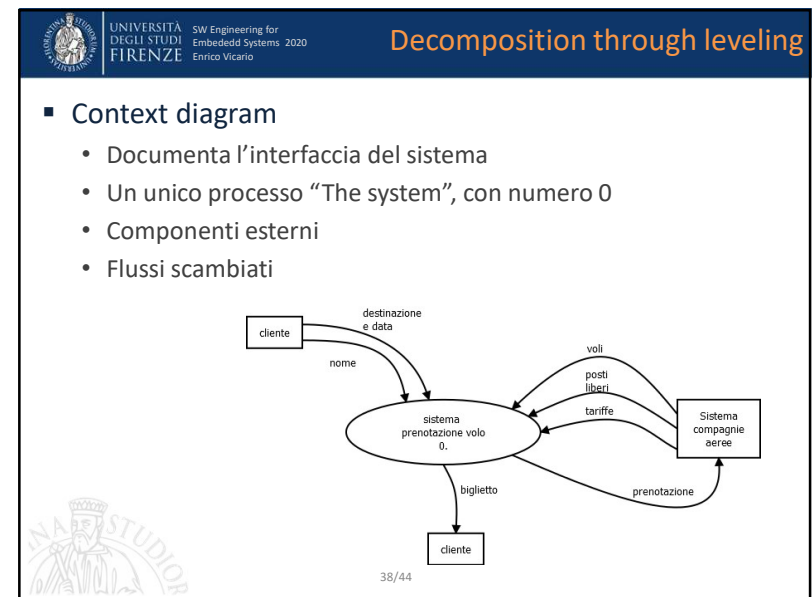 UNIVERSITÀ
DEGLI STUDI
FIRENZE
SW Engineering for
Embededd Systems 2020
Enrico Vicario
Decomposition through leveling
Context diagram
Documenta l'interfaccia del sistema
Un unico processo “The system”, con numero 0
Componenti esterni
Flussi scambiati
destinazione
e data
cliente
nome
voli
posti
liberi
tariffe
Sistema
compagnie
aeree
sistema
prenotazione volo
0.
biglietto
prenotazione
cliente
38/44